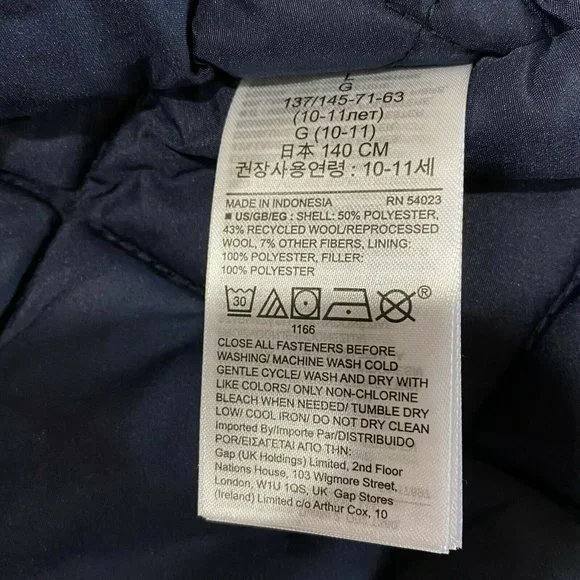 L
G
137/145-71-63
(10-11лет)
G (10-11)
日本 140 CM
권장사용연령 : 10-11세
MADE IN INDONESIA RN 54023
■ US/GB/EG : SHELL: 50% POLYESTER,
43% RECYCLED WOOL/REPROCESSED
WOOL, 7% OTHER FIBERS, LINING:
100% POLYESTER, FILLER:
100% POLYESTER
30 ®
1166
CLOSE ALL FASTENERS BEFORE
WASHING/ MACHINE WASH COLD
GENTLE CYCLE/ WASH AND DRY WITH
LIKE COLORS/ ONLY NON-CHLORINE
BLEACH WHEN NEEDED/ TUMBLE DRY
LOW/ COOL IRON/ DO NOT DRY CLEAN
Imported By/Importe Par/DISTRIBUIDO
POR/ΕΙΣΑΓΕΤΑΙ ΑΠΟ ΤΗΝ:
Gap (UK Holdings) Limited, 2nd Floor
Nations House, 103 Wigmore Street,
London, W1U 1QS, UK Gap Stores
(Ireland) Limited c/o Arthur Cox, 10